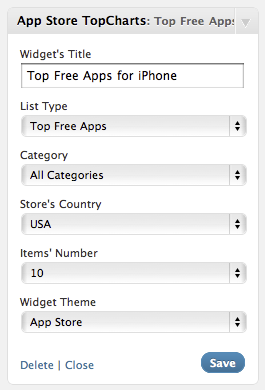 App Store TopCharts: Top Free Apps
Widget's Title
Top Free Apps for iPhone
List Type
Top Free Apps
Category
All Categories
Store's Country
USA
Items' Number
10
Widget Theme
App Store
Delete | Close
Save